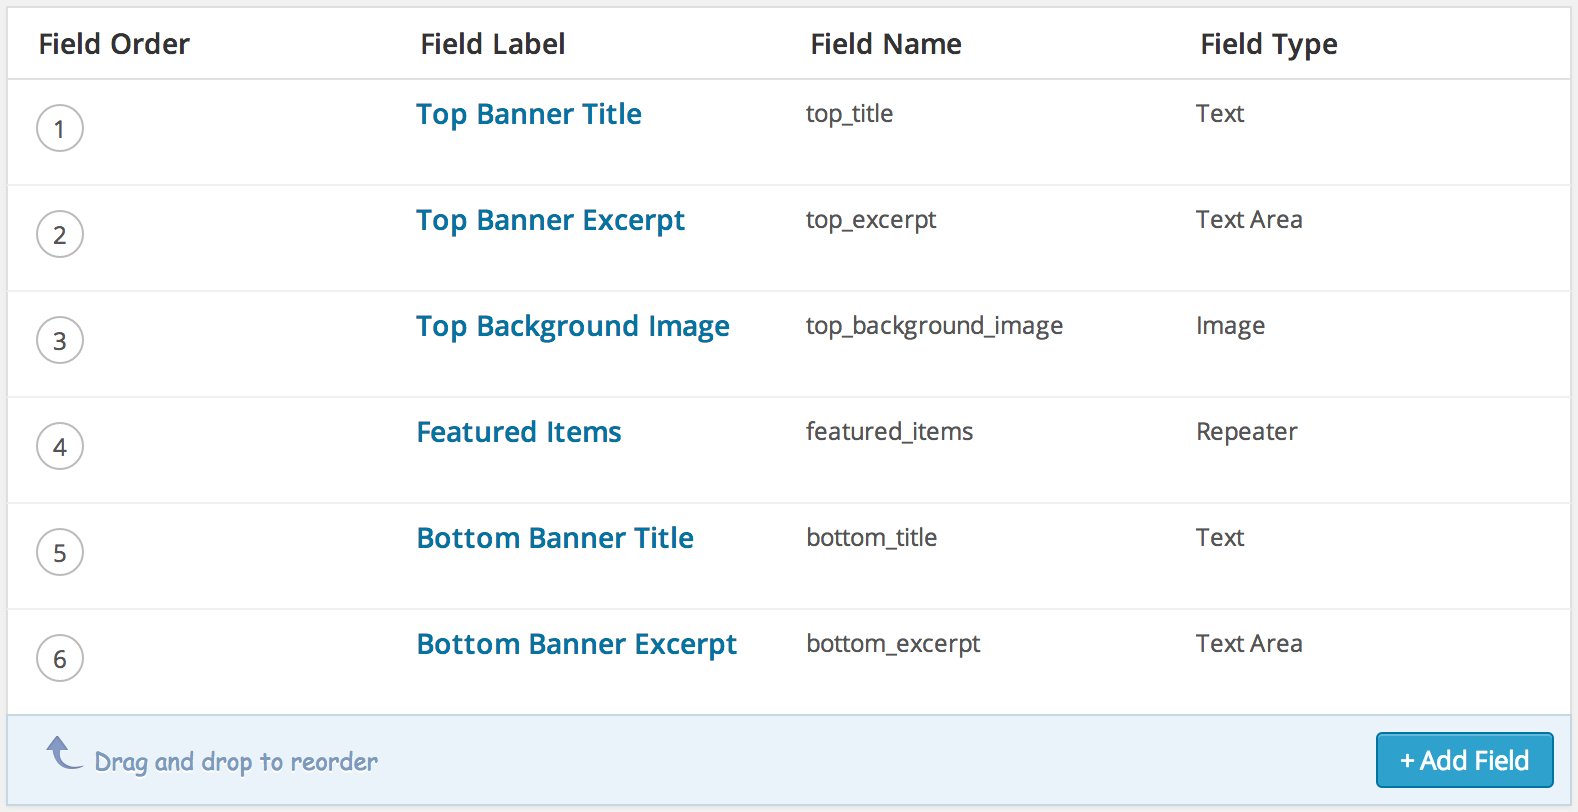 Field Order Field Label Field Name Field Type
1 Top Banner Title top_title Text
2 Top Banner Excerpt top_excerpt Text Area
3 Top Background Image top_background_image Image
4 Featured Items featured_items Repeater
5 Bottom Banner Title bottom_title Text
6 Bottom Banner Excerpt bottom_excerpt Text Area
Drag and drop to reorder + Add Field